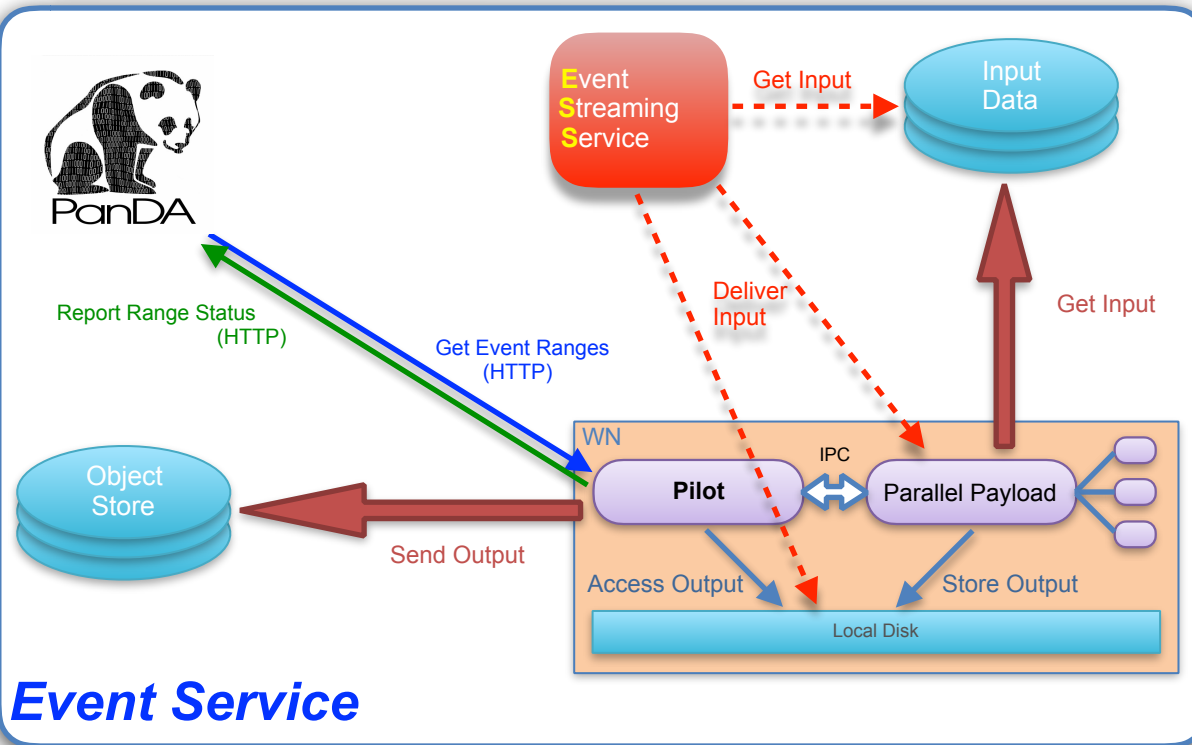 PanDA
Event
Streaming
Service
Get Input
Input
Data
Report Range Status
(HTTP)
Get Event Ranges
(HTTP)
Deliver
Input
Get Input
WN
IPC
Pilot
Parallel Payload
Object
Store
Send Output
Access Output
Store Output
Local Disk
Event Service